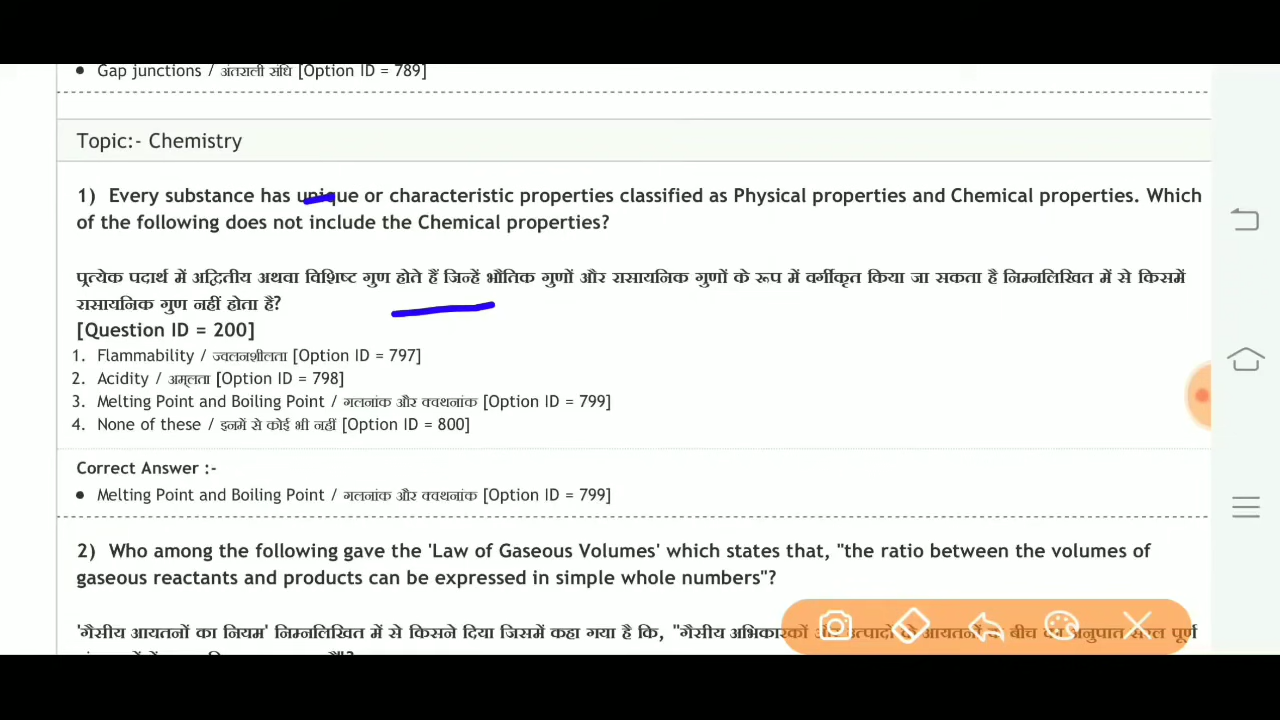 • Gap junctions / अंतराली संधि [Option ID = 789]
Topic:- Chemistry
1) Every substance has unique or characteristic properties classified as Physical properties and Chemical properties. Which
of the following does not include the Chemical properties?
प्रत्येक पदार्थ में अद्वितीय अथवा विशिष्ट गुण होते हैं जिन्हें भौतिक गुणों और रासायनिक गुणों के रूप में वर्गीकृत किया जा सकता है निम्नलिखित में से किसमें
रासायनिक गुण नहीं होता है?
[Question ID = 200]
1. Flammability / ज्वलनशीलता [Option ID = 797]
2. Acidity / अम्लता [Option ID = 798]
3. Melting Point and Boiling Point / गलनांक और क्वथनांक [Option ID = 799]
4. None of these / इनमें से कोई भी नहीं [Option ID = 800]
Correct Answer :-
• Melting Point and Boiling Point / गलनांक और क्वथनांक [Option ID = 799]
2) Who among the following gave the 'Law of Gaseous Volumes' which states that, "the ratio between the volumes of
gaseous reactants and products can be expressed in simple whole numbers"?
'गैसीय आयतनों का नियम' निम्नलिखित में से किसने दिया जिसमें कहा गया है कि, "गैसीय अभिकारकों और उत्पादों के आयतनों के बीच का अनुपात सरल पूर्ण